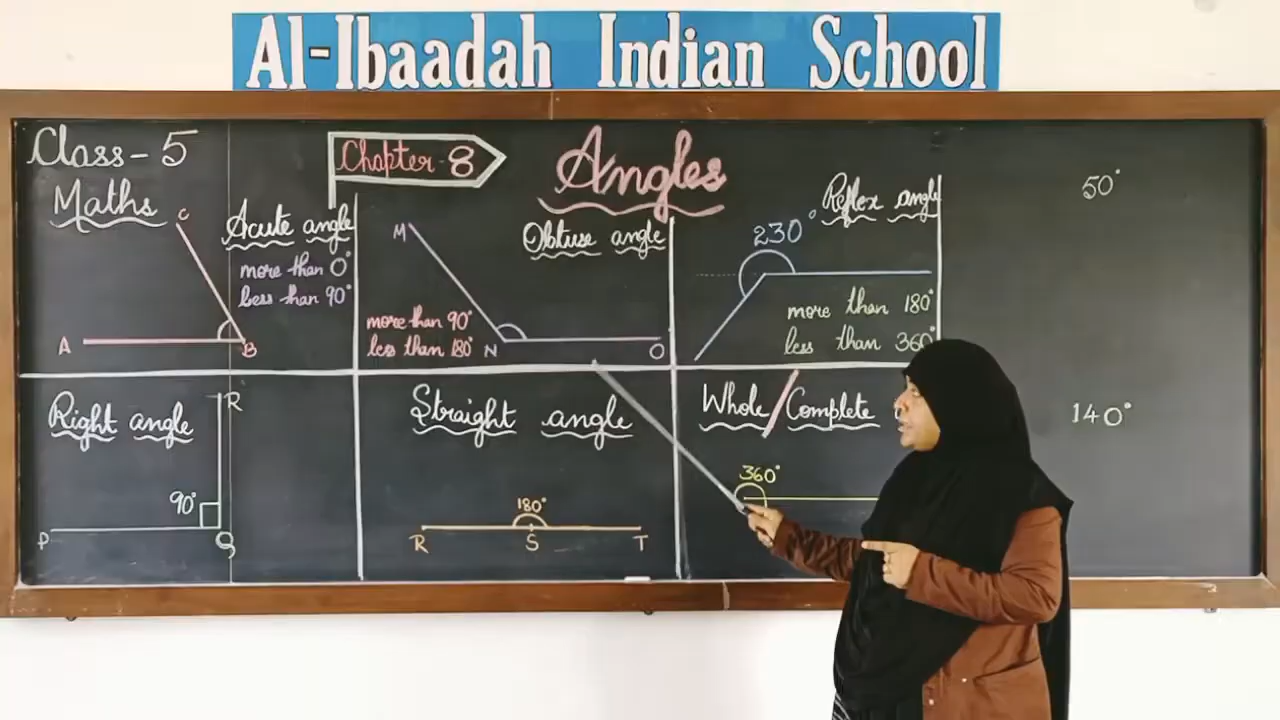 Al-Ibaadah Indian School
Class-5
Maths
Chapter-8
Angles
C
Acute angle
more than 0°
less than 90°
A
B
M
Obtuse angle
more than 90°
less than 180°
N
O
Reflex angle
230°
more than 180°
less than 360°
50°
Right angle
R
90°
P
Q
Straight angle
180°
R
S
T
Whole/Complete
360°
140°